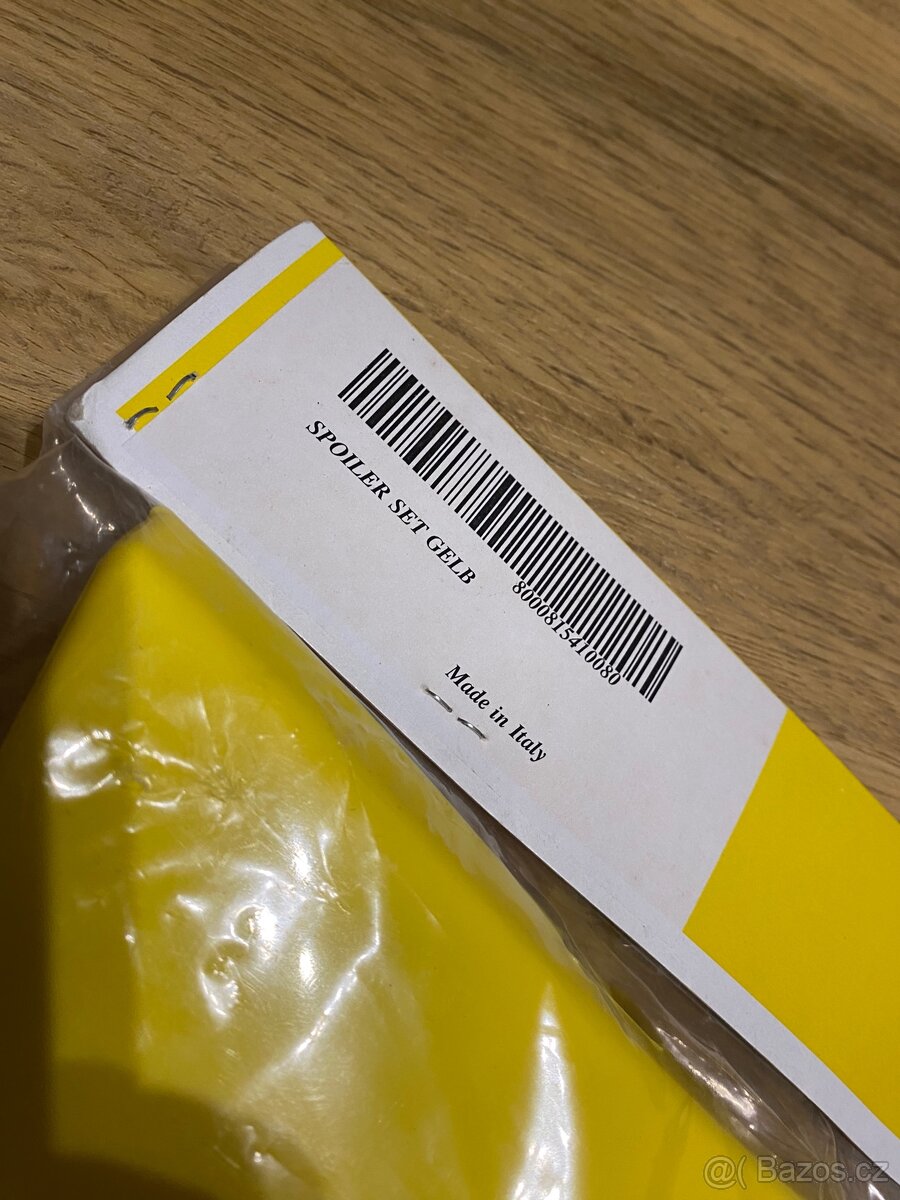 SPOILER SET GELB
8000815410080
Made in Italy
@( Bazos.cz